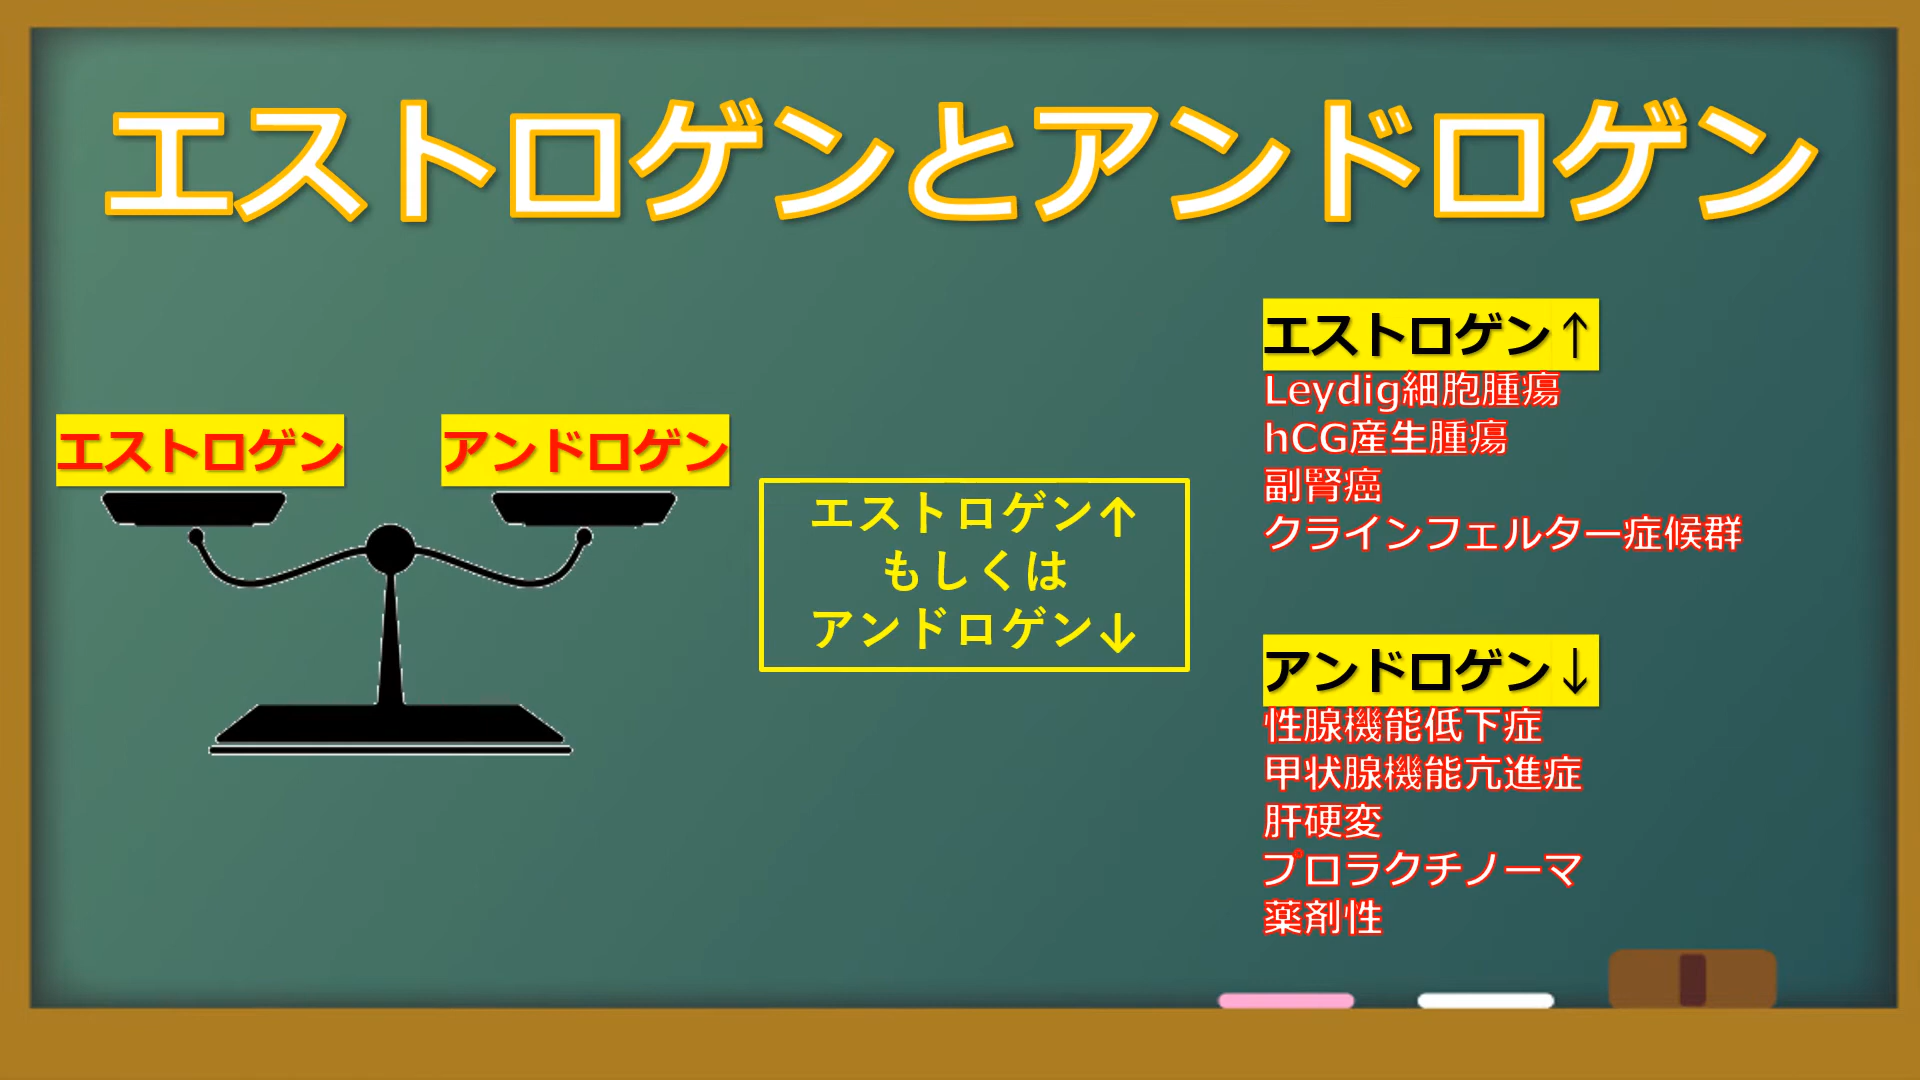 エストロゲンとアンドロゲン
エストロゲン
アンドロゲン
エストロゲン↑
もしくは
アンドロゲン↓
エストロゲン↑
Leydig細胞腫瘍
hCG産生腫瘍
副腎癌
クラインフェルター症候群
アンドロゲン↓
性腺機能低下症
甲状腺機能亢進症
肝硬変
プロラクチノーマ
薬剤性